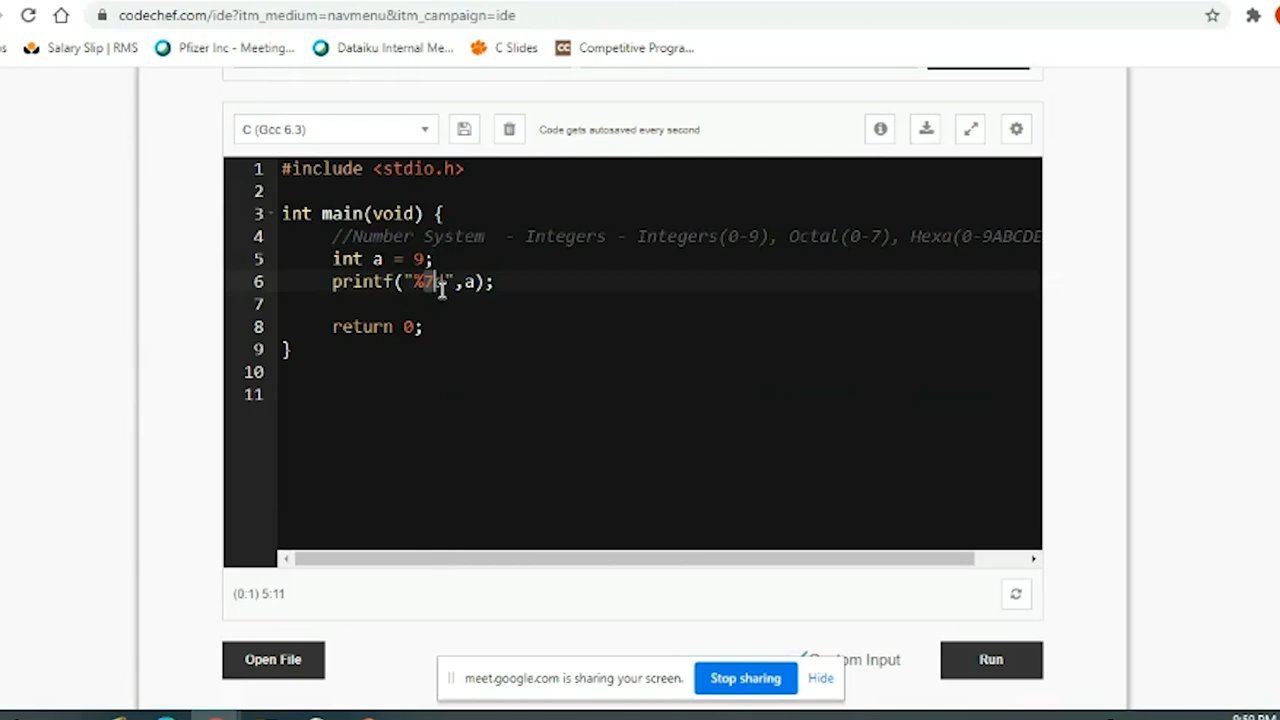 codechef.com/ide?itm_medium=navmenu&itm_campaign=ide
Salary Slip | RMS Pfizer Inc - Meeting... Dataiku Internal Me... C Slides CC Competitive Progra...
C (Gcc 6.3) Code gets autosaved every second
1 #include <stdio.h>
2
3 int main(void) {
4 //Number System - Integers - Integers(0-9), Octal(0-7), Hexa(0-9ABCDE
5 int a = 9;
6 printf("%7d",a);
7
8 return 0;
9 }
10
11
(0:1) 5:11
Open File Custom Input Run
meet.google.com is sharing your screen. Stop sharing Hide